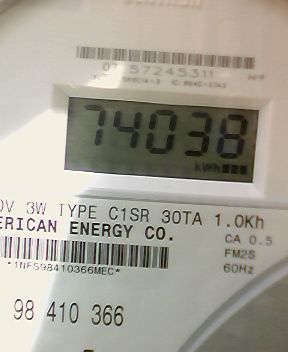 07 57245311
74038
kWh
0V 3W TYPE C1SR 30TA 1.0Kh
ERICAN ENERGY CO.
CA 0.5
FM2S
60Hz
*1NFS98410366MEC*
98 410 366